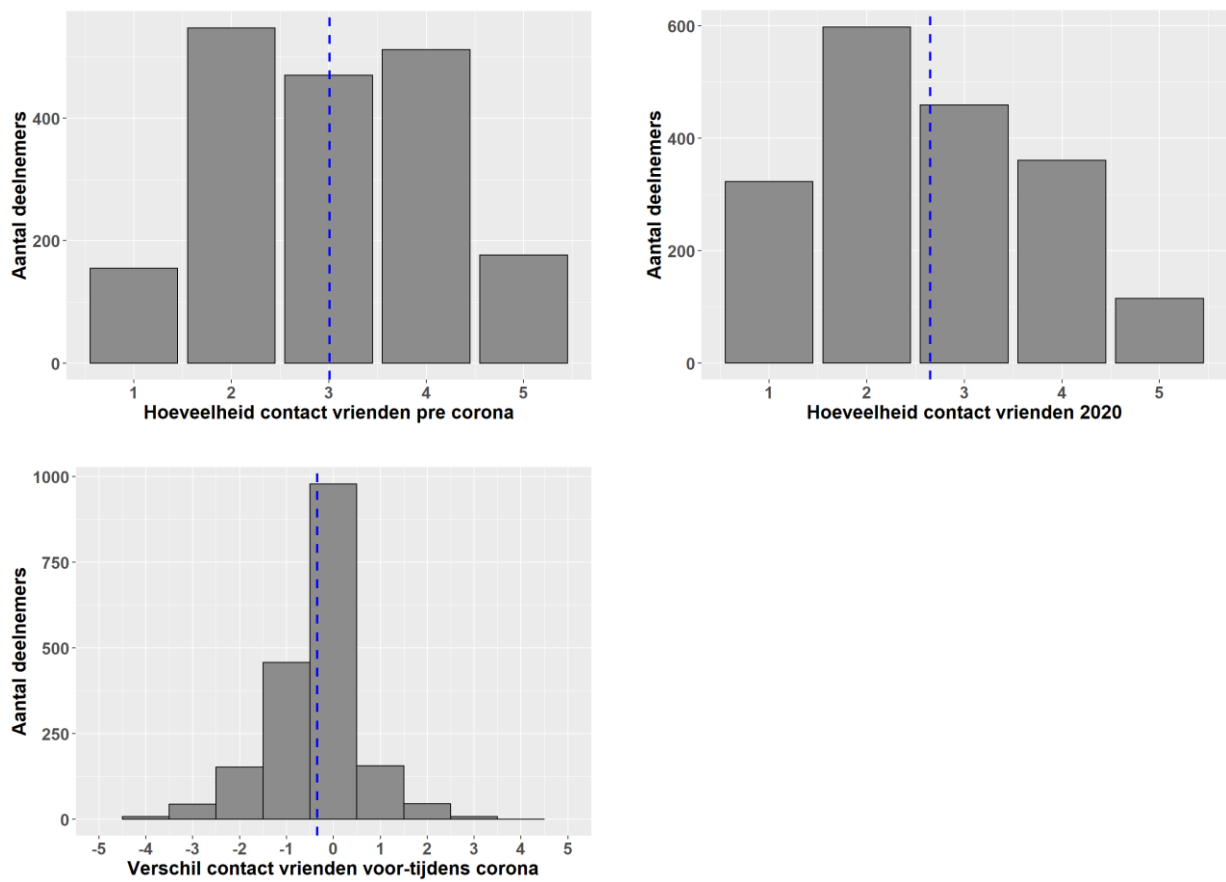 Aantal deelnemers
400
200
0
1 2 3 4 5
Hoeveelheid contact vrienden pre corona
Aantal deelnemers
600
400
200
0
1 2 3 4 5
Hoeveelheid contact vrienden 2020
Aantal deelnemers
1000
750
500
250
0
-5 -4 -3 -2 -1 0 1 2 3 4 5
Verschil contact vrienden voor-tijdens corona